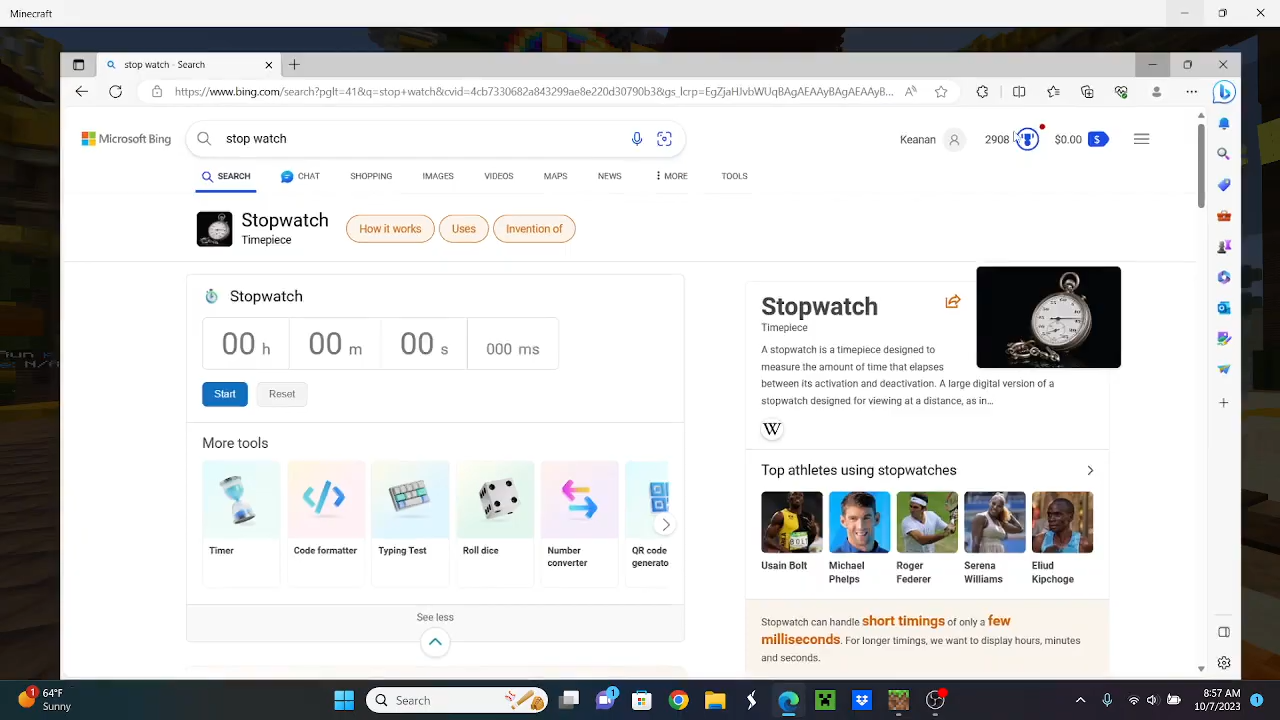 Minecraft
stop watch - Search
https://www.bing.com/search?pglt=41&q=stop+watch&cvid=4cb7330682a843299ae8e220d30790b3&gs_lcrp=EgZjaHJvbWUqBAgAEAAyBAgAEAAyB...
Microsoft Bing
stop watch
Keanan
2908
$0.00
SEARCH
CHAT
SHOPPING
IMAGES
VIDEOS
MAPS
NEWS
MORE
TOOLS
Stopwatch
Timepiece
How it works
Uses
Invention of
Stopwatch
00 h
00 m
00 s
000 ms
Start
Reset
More tools
Timer
Code formatter
Typing Test
Roll dice
Number
converter
QR code
generato
See less
Stopwatch
Timepiece
A stopwatch is a timepiece designed to
measure the amount of time that elapses
between its activation and deactivation. A large digital version of a
stopwatch designed for viewing at a distance, as in...
W
Top athletes using stopwatches
Usain Bolt
Michael
Phelps
Roger
Federer
Serena
Williams
Eliud
Kipchoge
Stopwatch can handle short timings of only a few
milliseconds. For longer timings, we want to display hours, minutes
and seconds.
1
64°F
Sunny
Search
1
8:57 AM
10/7/2023
1